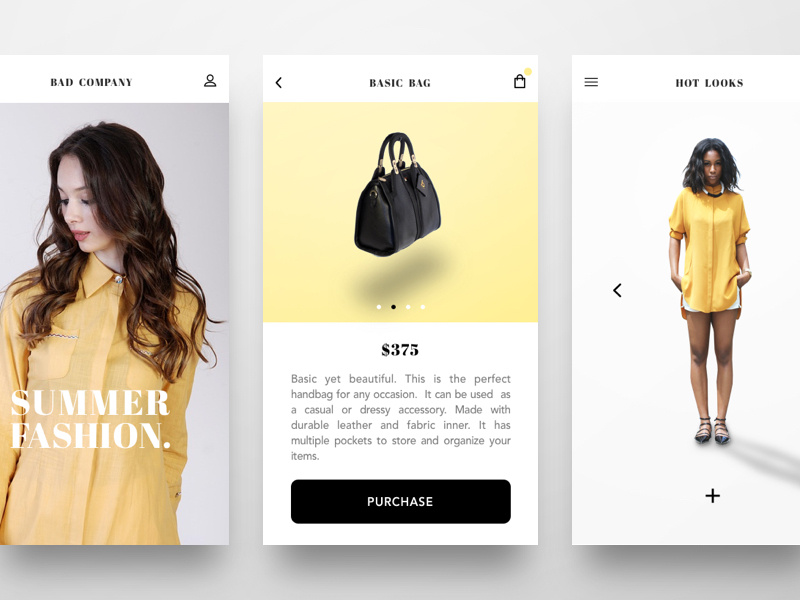 BAD COMPANY
SUMMER
FASHION.
BASIC BAG
$375
Basic yet beautiful. This is the perfect
handbag for any occasion. It can be used as
a casual or dressy accessory. Made with
durable leather and fabric inner. It has
multiple pockets to store and organize your
items.
PURCHASE
HOT LOOKS